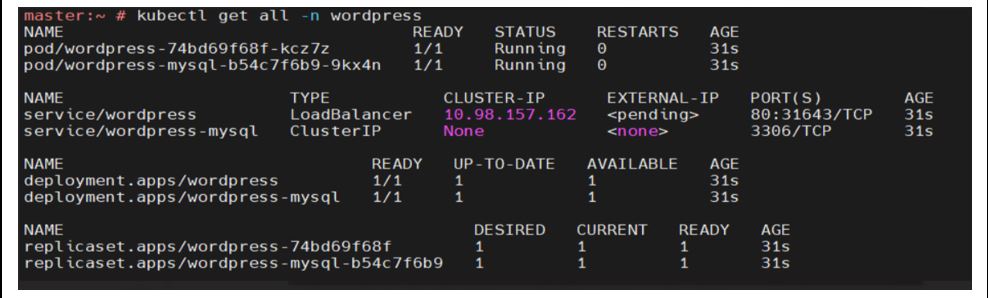 master:~ # kubectl get all -n wordpress
NAME READY STATUS RESTARTS AGE
pod/wordpress-74bd69f68f-kcz7z 1/1 Running 0 31s
pod/wordpress-mysql-b54c7f6b9-9kx4n 1/1 Running 0 31s
NAME TYPE CLUSTER-IP EXTERNAL-IP PORT(S) AGE
service/wordpress LoadBalancer 10.98.157.162 <pending> 80:31643/TCP 31s
service/wordpress-mysql ClusterIP None <none> 3306/TCP 31s
NAME READY UP-TO-DATE AVAILABLE AGE
deployment.apps/wordpress 1/1 1 1 31s
deployment.apps/wordpress-mysql 1/1 1 1 31s
NAME DESIRED CURRENT READY AGE
replicaset.apps/wordpress-74bd69f68f 1 1 1 31s
replicaset.apps/wordpress-mysql-b54c7f6b9 1 1 1 31s